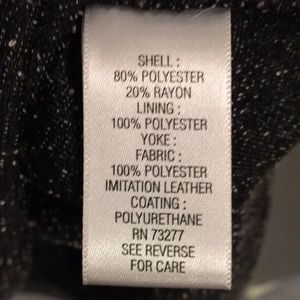 SHELL :
80% POLYESTER
20% RAYON
LINING :
100% POLYESTER
YOKE :
FABRIC :
100% POLYESTER
IMITATION LEATHER
COATING :
POLYURETHANE
RN 73277
SEE REVERSE
FOR CARE